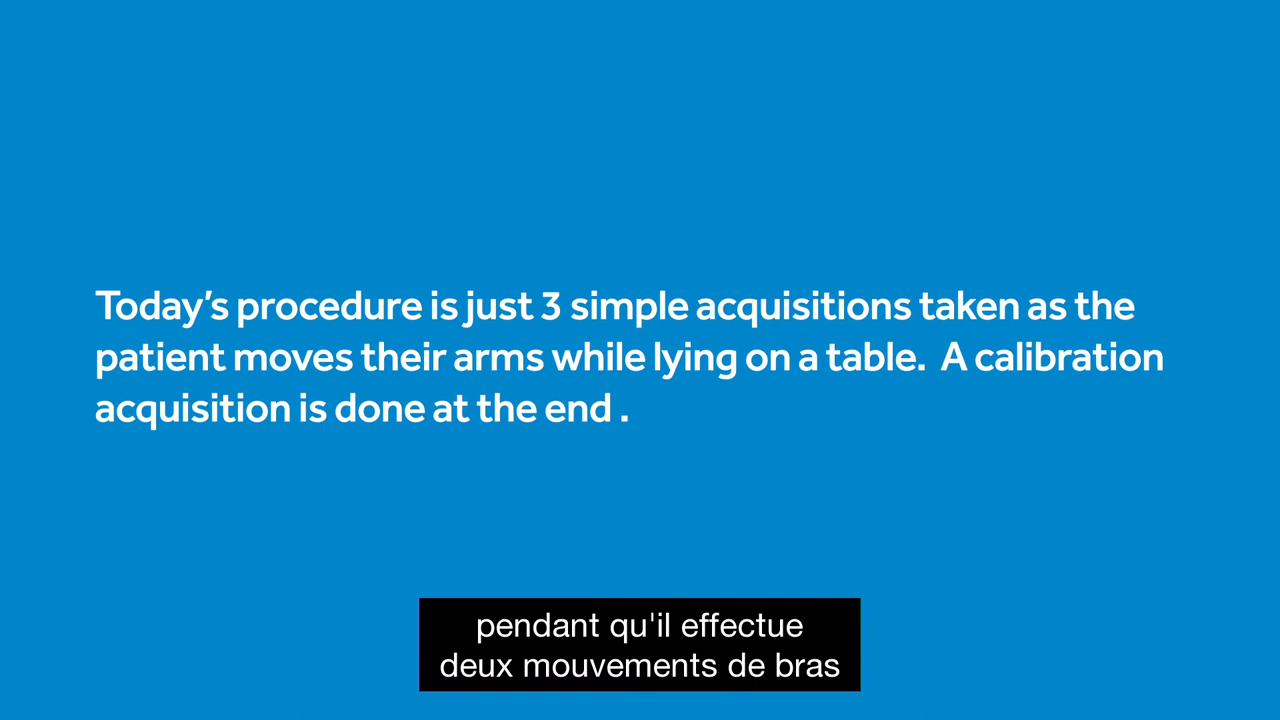 Today’s procedure is just 3 simple acquisitions taken as the
patient moves their arms while lying on a table.  A calibration
acquisition is done at the end .
pendant qu'il effectue
deux mouvements de bras